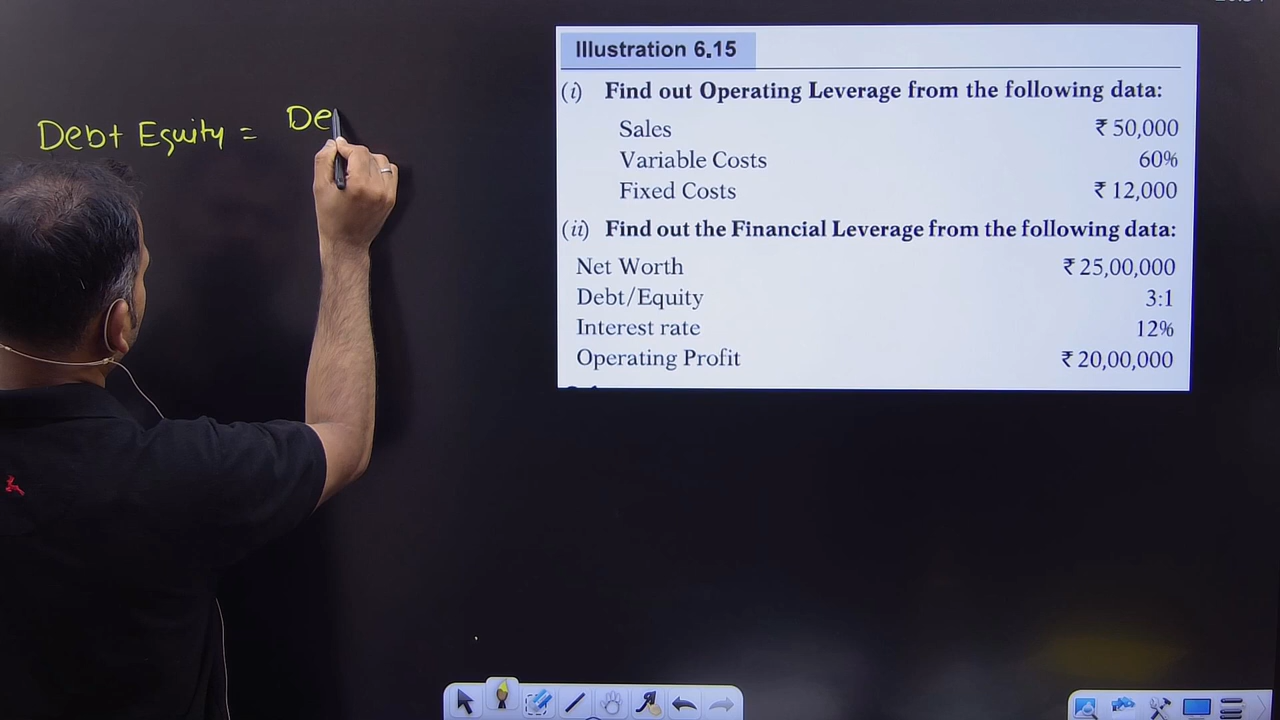 Debt Equity = De
Illustration 6.15
(i) Find out Operating Leverage from the following data:
Sales ₹ 50,000
Variable Costs 60%
Fixed Costs ₹ 12,000
(ii) Find out the Financial Leverage from the following data:
Net Worth ₹ 25,00,000
Debt/Equity 3:1
Interest rate 12%
Operating Profit ₹ 20,00,000